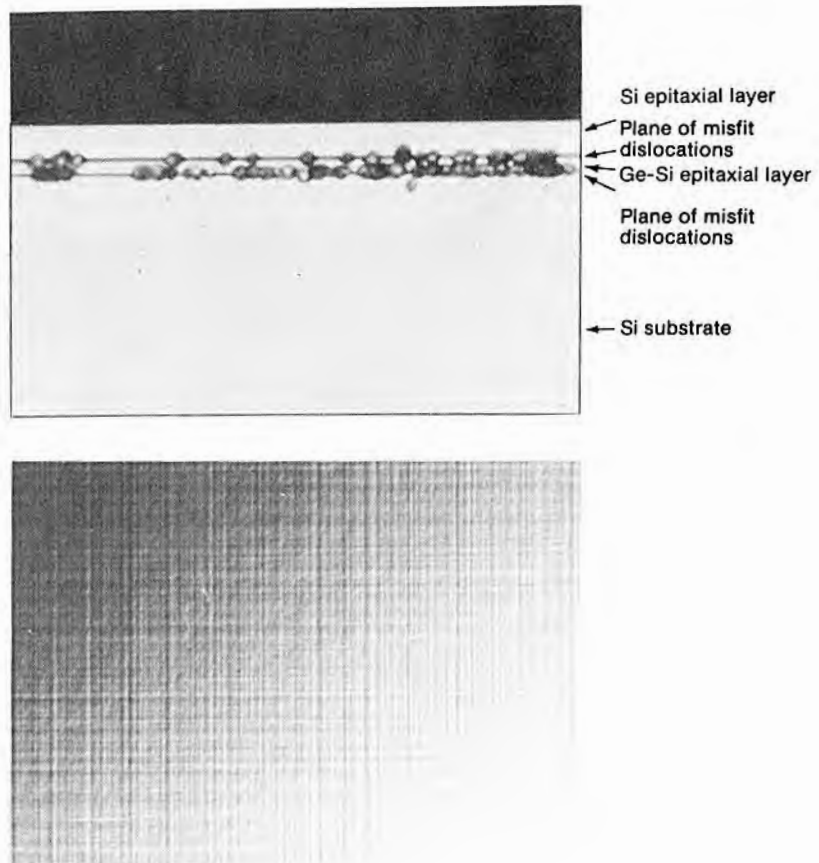 Si epitaxial layer
Plane of misfit
dislocations
Ge-Si epitaxial layer
Plane of misfit
dislocations
Si substrate